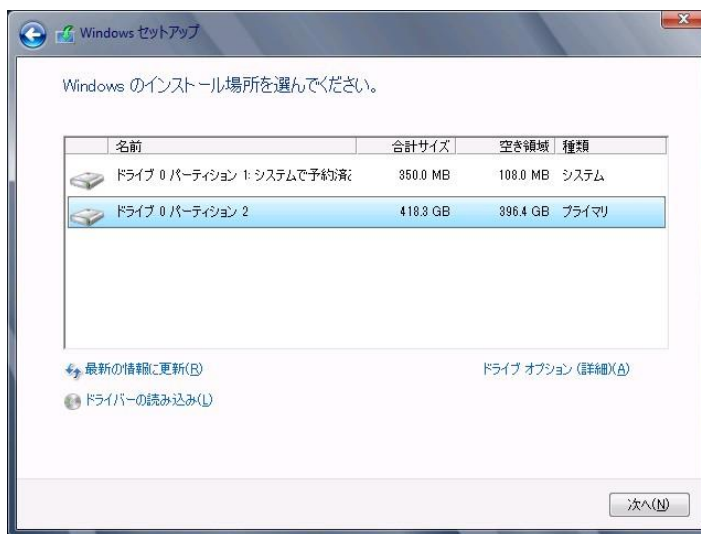 Windows セットアップ
Windows のインストール場所を選んでください。
名前 合計サイズ 空き領域 種類
ドライブ 0 パーティション 1: システムで予約済 350.0 MB 108.0 MB システム
ドライブ 0 パーティション 2 418.3 GB 396.4 GB プライマリ
最新の情報に更新(R) ドライブ オプション (詳細)(A)
ドライバーの読み込み(L)
次へ(N)